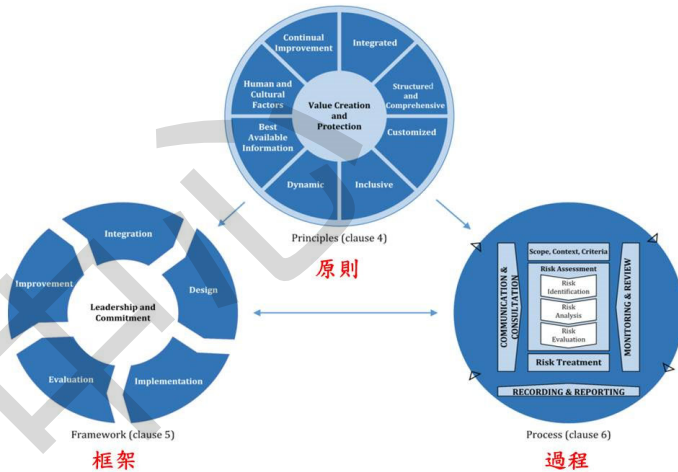 Continual
Improvement
Integrated
Human and
Cultural
Factors
Structured
and
Comprehensive
Value Creation
and
Protection
Best
Available
Information
Customized
Dynamic
Inclusive
Principles (clause 4)
原則
Integration
Improvement
Design
Leadership and
Commitment
Evaluation
Implementation
Framework (clause 5)
框架
Scope, Context, Criteria
COMMUNICATION &
CONSULTATION
Risk Assessment
Risk
Identification
Risk
Analysis
Risk
Evaluation
MONITORING & REVIEW
Risk Treatment
RECORDING & REPORTING
Process (clause 6)
過程